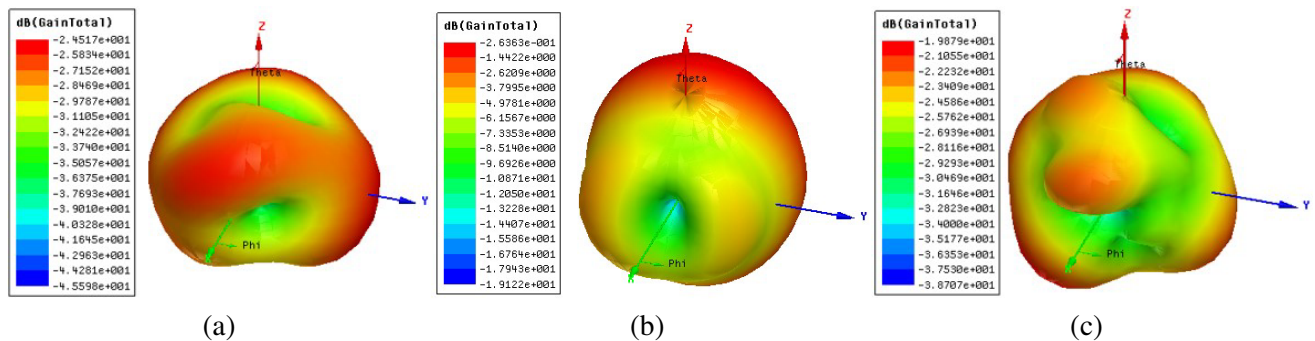 dB(GainTotal)
-2.4517e+001
-2.5834e+001
-2.7152e+001
-2.8469e+001
-2.9787e+001
-3.1105e+001
-3.2422e+001
-3.3740e+001
-3.5057e+001
-3.6375e+001
-3.7693e+001
-3.9010e+001
-4.0328e+001
-4.1645e+001
-4.2963e+001
-4.4281e+001
-4.5598e+001
Z
Theta
Y
Phi
X
(a)
dB(GainTotal)
-2.6363e-001
-1.4422e+000
-2.6209e+000
-3.7995e+000
-4.9781e+000
-6.1567e+000
-7.3353e+000
-8.5140e+000
-9.6926e+000
-1.0871e+001
-1.2050e+001
-1.3228e+001
-1.4407e+001
-1.5586e+001
-1.6764e+001
-1.7943e+001
-1.9122e+001
Z
Theta
Y
Phi
X
(b)
dB(GainTotal)
-1.9879e+001
-2.1055e+001
-2.2232e+001
-2.3409e+001
-2.4586e+001
-2.5762e+001
-2.6939e+001
-2.8116e+001
-2.9293e+001
-3.0469e+001
-3.1646e+001
-3.2823e+001
-3.4000e+001
-3.5177e+001
-3.6353e+001
-3.7530e+001
-3.8707e+001
Z
Theta
Y
Phi
X
(c)